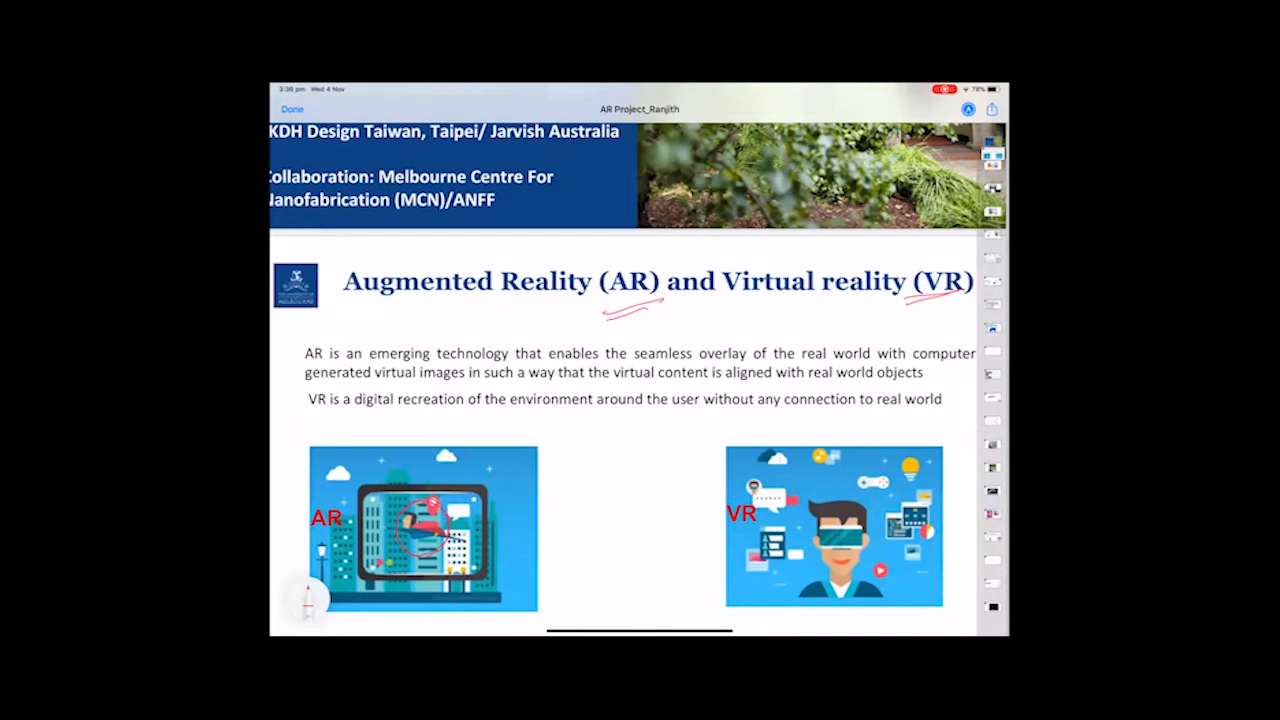 3:36 pm Wed 4 Nov
78%
Done
AR Project_Ranjith
KDH Design Taiwan, Taipei/ Jarvish Australia
ollaboration: Melbourne Centre For
anofabrication (MCN)/ANFF
Augmented Reality (AR) and Virtual reality (VR)
MELBOURNE
AR is an emerging technology that enables the seamless overlay of the real world with computer
generated virtual images in such a way that the virtual content is aligned with real world objects
VR is a digital recreation of the environment around the user without any connection to real world
AR
VR